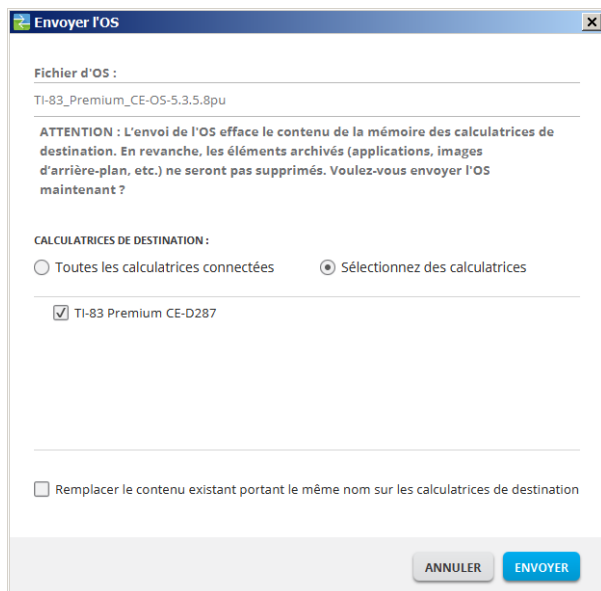 Envoyer l'OS
Fichier d'OS :
TI-83_Premium_CE-OS-5.3.5.8pu
ATTENTION : L'envoi de l'OS efface le contenu de la mémoire des calculatrices de
destination. En revanche, les éléments archivés (applications, images
d'arrière-plan, etc.) ne seront pas supprimés. Voulez-vous envoyer l'OS
maintenant ?
CALCULATRICES DE DESTINATION :
Toutes les calculatrices connectées Sélectionnez des calculatrices
TI-83 Premium CE-D287
Remplacer le contenu existant portant le même nom sur les calculatrices de destination
ANNULER ENVOYER